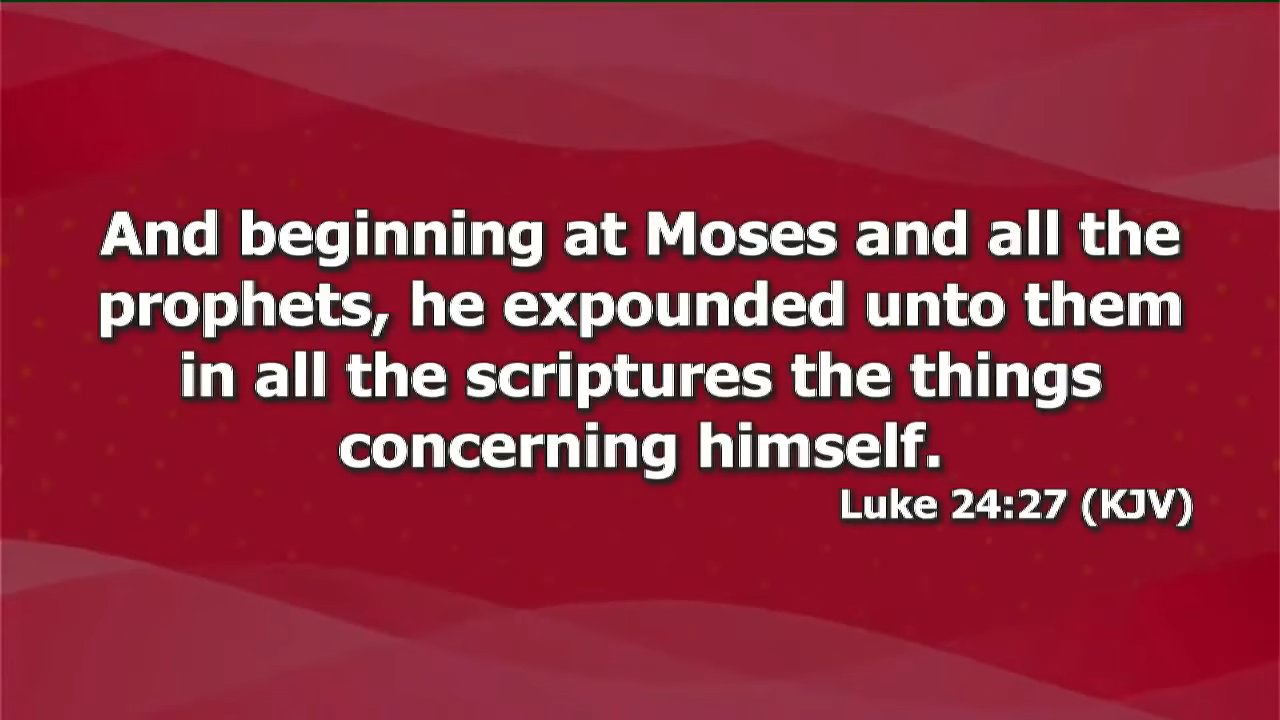 And beginning at Moses and all the
prophets, he expounded unto them
in all the scriptures the things
concerning himself.
Luke 24:27 (KJV)